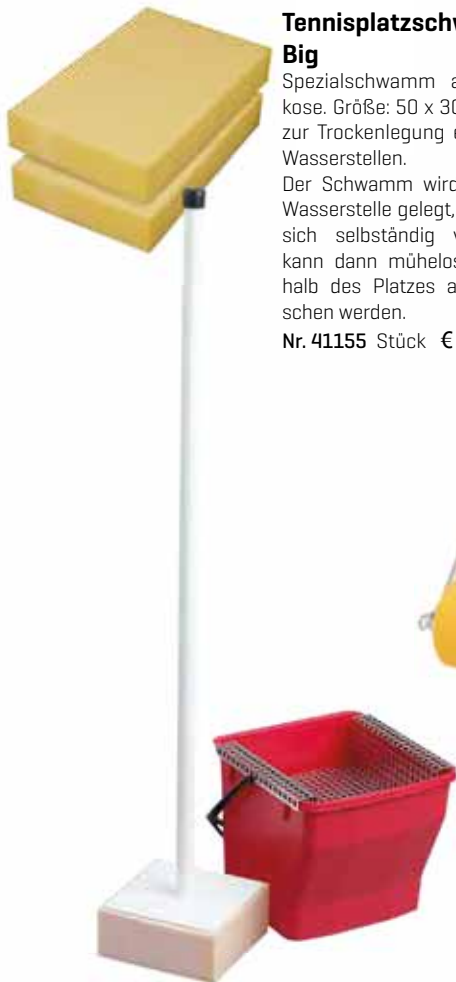 Tennisplatzschw
Big
Spezialschwamm a
kose. Größe: 50 x 30
zur Trockenlegung e
Wasserstellen.
Der Schwamm wird
Wasserstelle gelegt,
sich selbständig v
kann dann mühelos
halb des Platzes a
schen werden.
Nr. 41155 Stück €